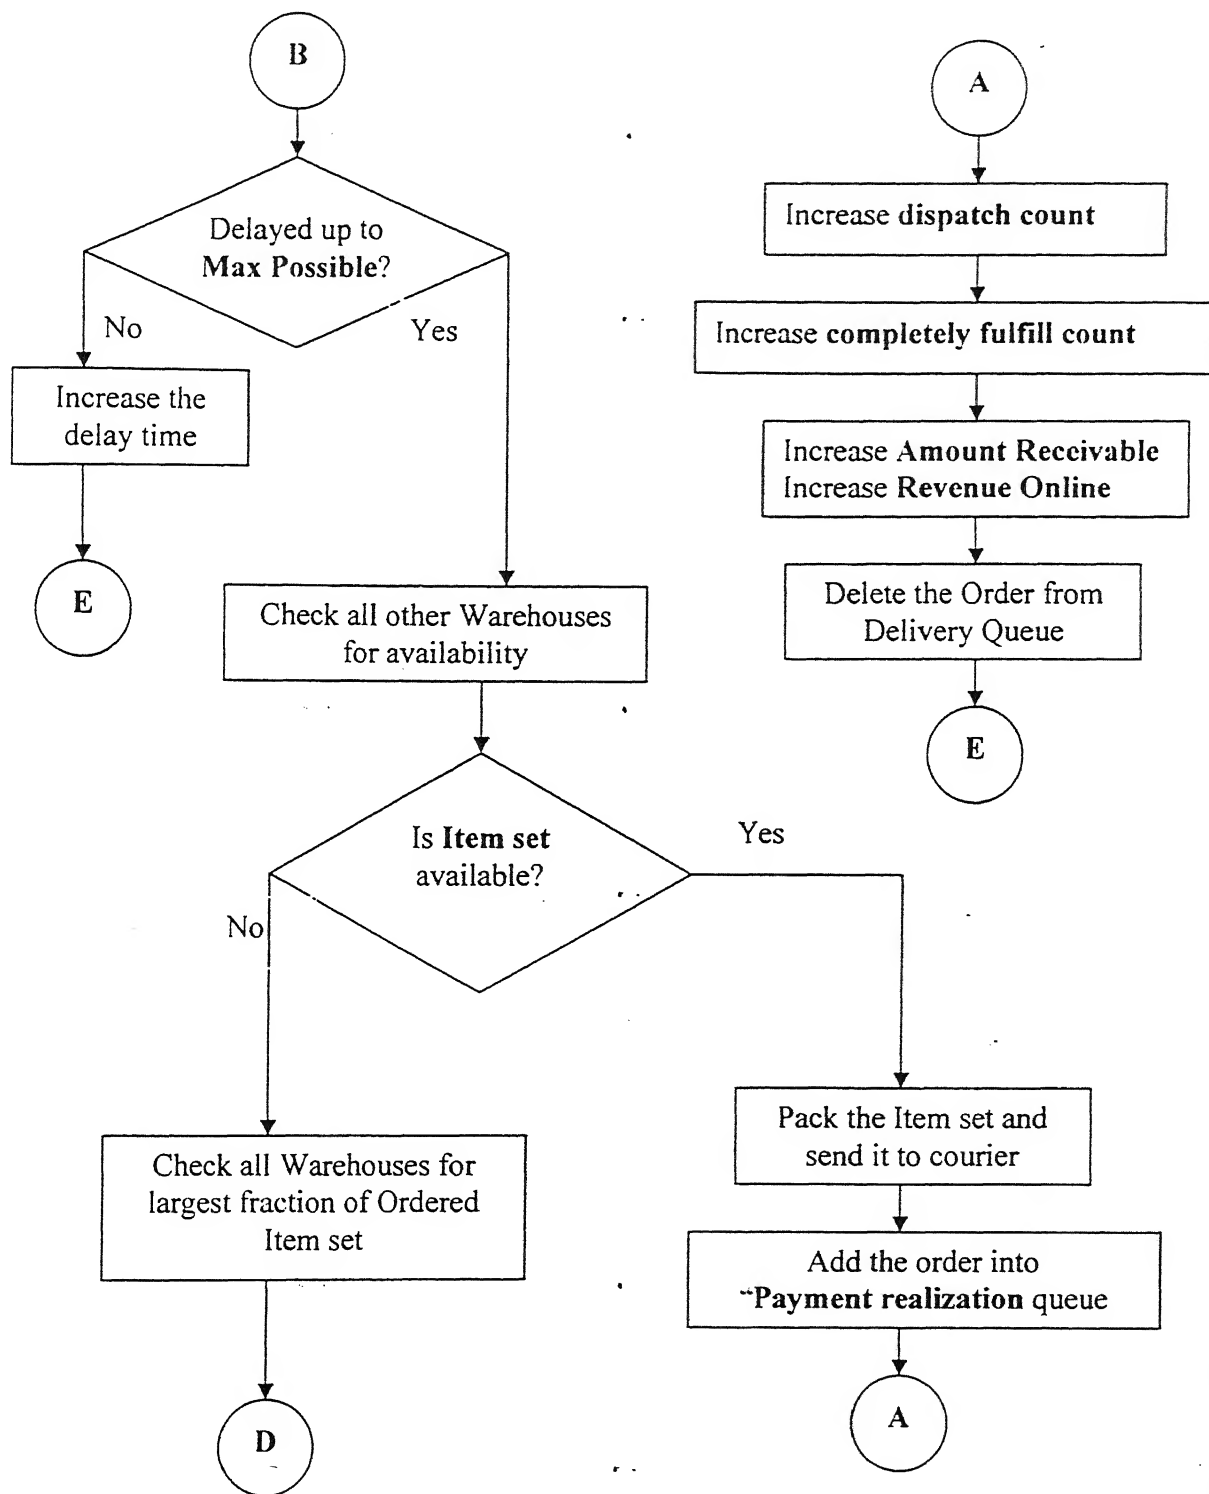 B
Delayed up to
Max Possible?
No
Yes
Increase the
delay time
E
Check all other Warehouses
for availability
Is Item set
available?
Yes
No
Check all Warehouses for
largest fraction of Ordered
Item set
D
Pack the Item set and
send it to courier
Add the order into
"Payment realization queue
A
A
Increase dispatch count
Increase completely fulfill count
Increase Amount Receivable
Increase Revenue Online
Delete the Order from
Delivery Queue
E